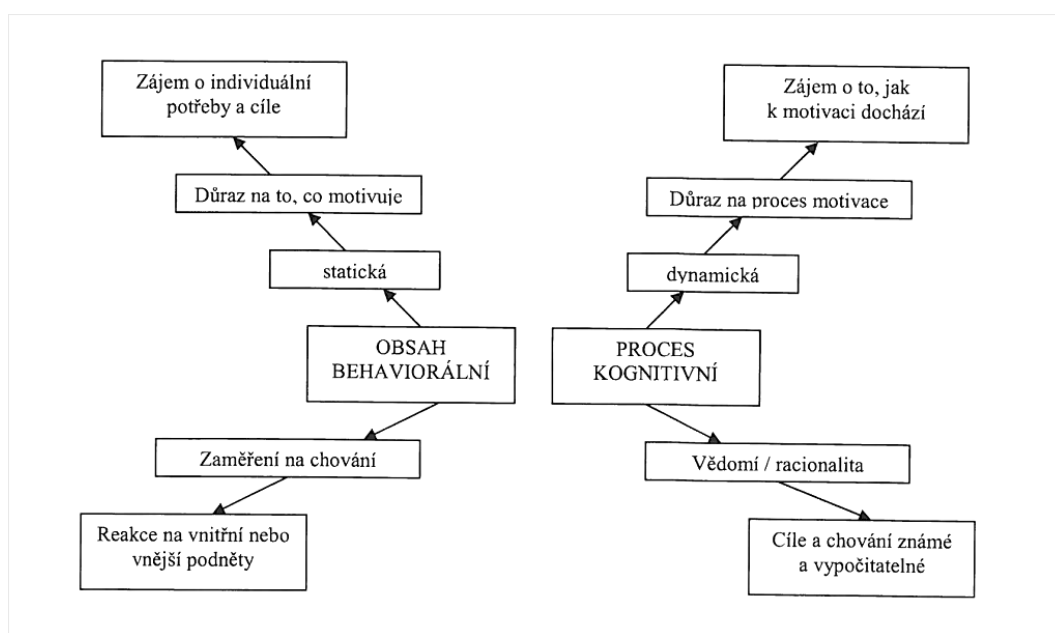 Zájem o individuální
potřeby a cíle
Důraz na to, co motivuje
statická
OBSAH
BEHAVIORÁLNÍ
Zaměření na chování
Reakce na vnitřní nebo
vnější podněty
Zájem o to, jak
k motivaci dochází
Důraz na proces motivace
dynamická
PROCES
KOGNITIVNÍ
Vědomí / racionalita
Cíle a chování známé
a vypočitatelné